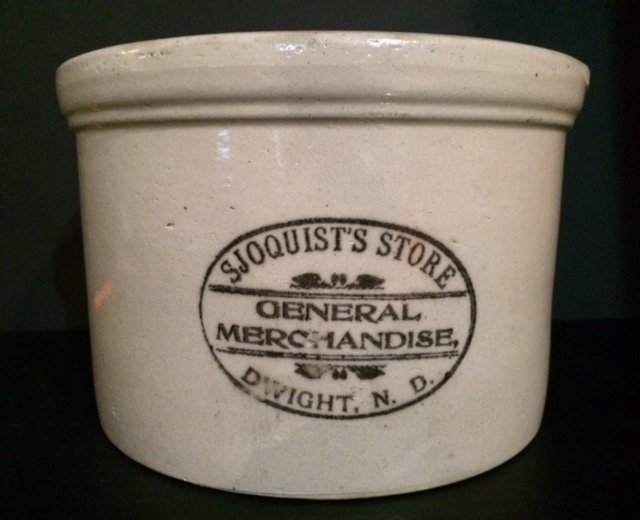 SJOQUIST'S STORE
GENERAL
MERCHANDISE,
DWIGHT, N. D.